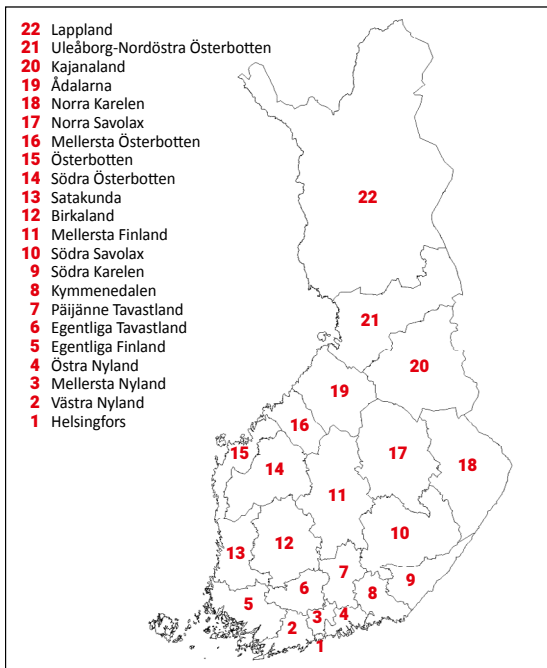 22 Lappland
21 Uleåborg-Nordöstra Österbotten
20 Kajanaland
19 Ådalarna
18 Norra Karelen
17 Norra Savolax
16 Mellersta Österbotten
15 Österbotten
14 Södra Österbotten
13 Satakunda
12 Birkaland
11 Mellersta Finland
10 Södra Savolax
9 Södra Karelen
8 Kymmenedalen
7 Päijänne Tavastland
6 Egentliga Tavastland
5 Egentliga Finland
4 Östra Nyland
3 Mellersta Nyland
2 Västra Nyland
1 Helsingfors
22
21
20
19
16
15
14
17
18
11
10
13
12
7
9
6
8
5
3
4
2
1